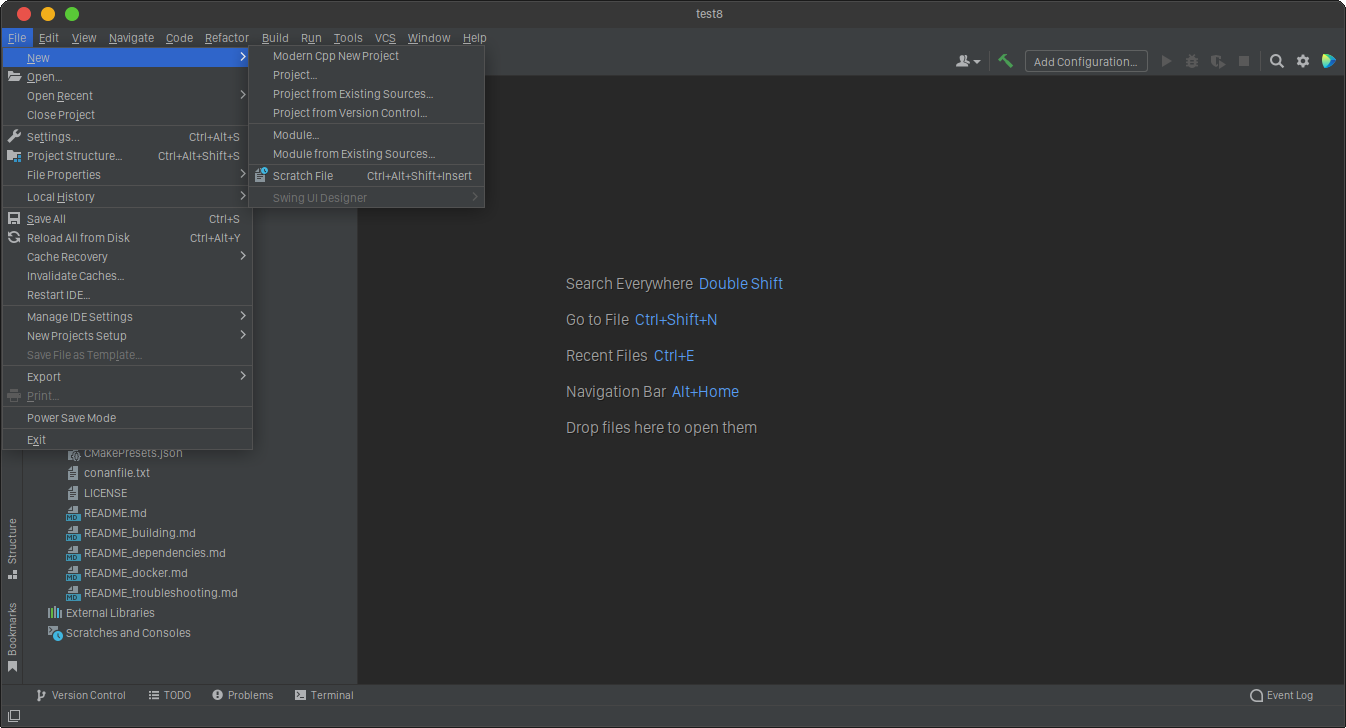 test8
File Edit View Navigate Code Refactor Build Run Tools VCS Window Help
Add Configuration...
New
Open...
Open Recent
Close Project
Settings... Ctrl+Alt+S
Project Structure... Ctrl+Alt+Shift+S
File Properties
Local History
Save All Ctrl+S
Reload All from Disk Ctrl+Alt+Y
Cache Recovery
Invalidate Caches...
Restart IDE...
Manage IDE Settings
New Projects Setup
Save File as Template...
Export
Print...
Power Save Mode
Exit
Modern Cpp New Project
Project...
Project from Existing Sources...
Project from Version Control...
Module...
Module from Existing Sources...
Scratch File Ctrl+Alt+Shift+Insert
Swing UI Designer
Search Everywhere Double Shift
Go to File Ctrl+Shift+N
Recent Files Ctrl+E
Navigation Bar Alt+Home
Drop files here to open them
CMakePresets.json
conanfile.txt
LICENSE
MD README.md
MD README_building.md
MD README_dependencies.md
MD README_docker.md
MD README_troubleshooting.md
External Libraries
Scratches and Consoles
Structure
Bookmarks
Version Control TODO Problems Terminal Event Log